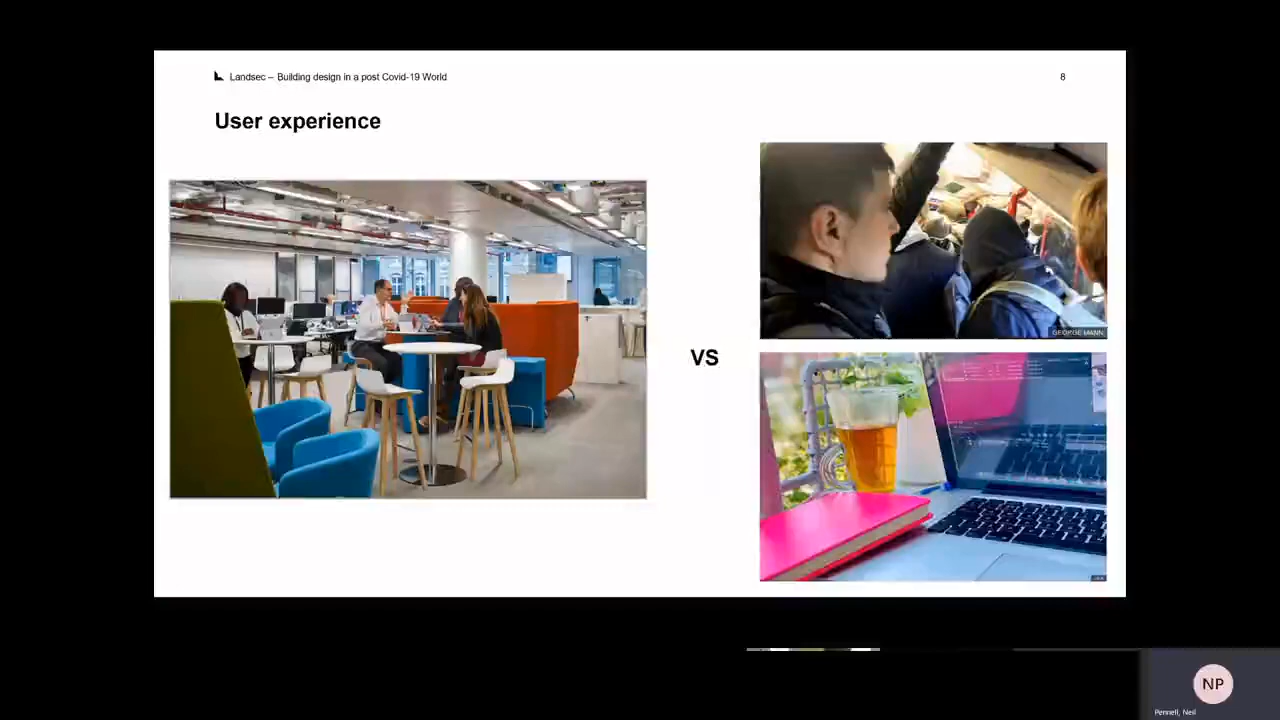 Landsec – Building design in a post Covid-19 World
8
User experience
VS
GEORGE MANN
NP
Pennell, Neil